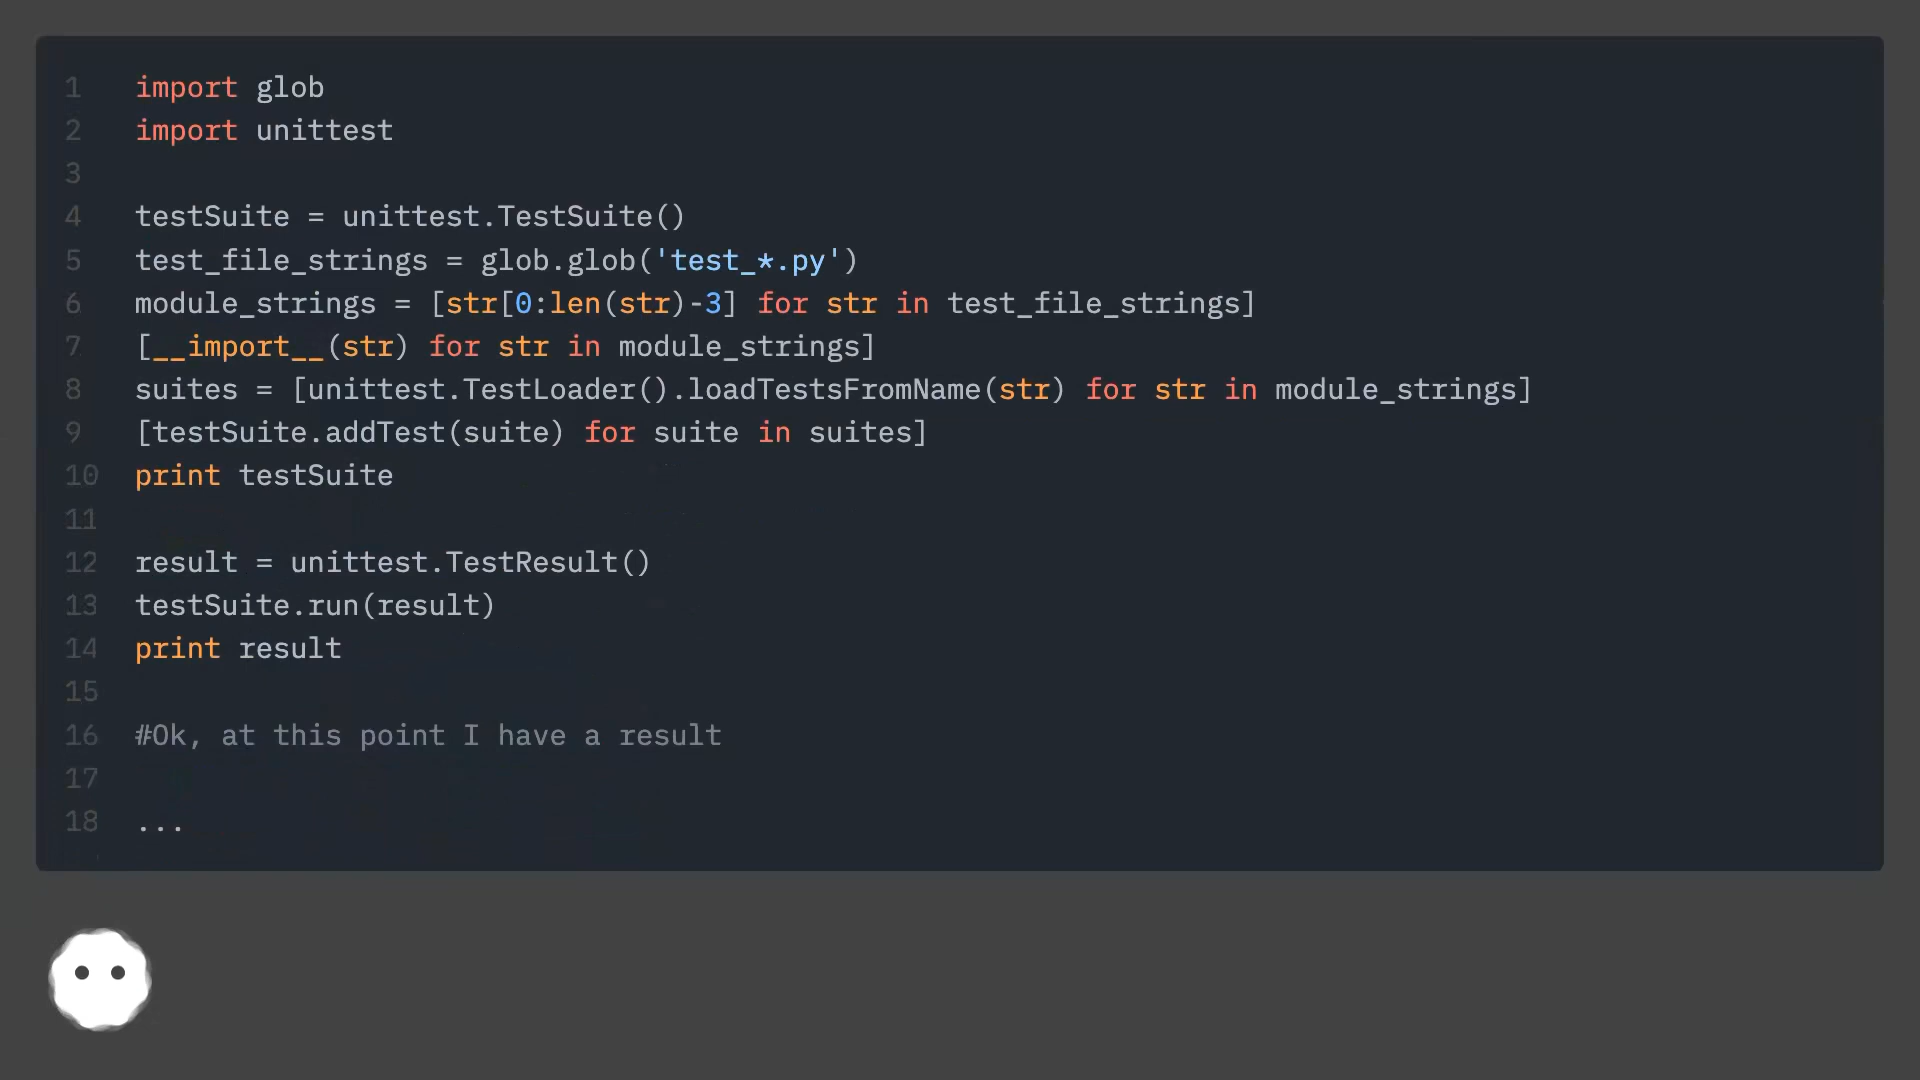 1 import glob
2 import unittest
3
4 testSuite = unittest.TestSuite()
5 test_file_strings = glob.glob('test_*.py')
6 module_strings = [str[0:len(str)-3] for str in test_file_strings]
7 [__import__(str) for str in module_strings]
8 suites = [unittest.TestLoader().loadTestsFromName(str) for str in module_strings]
9 [testSuite.addTest(suite) for suite in suites]
10 print testSuite
11
12 result = unittest.TestResult()
13 testSuite.run(result)
14 print result
15
16 #Ok, at this point I have a result
17
18 ...